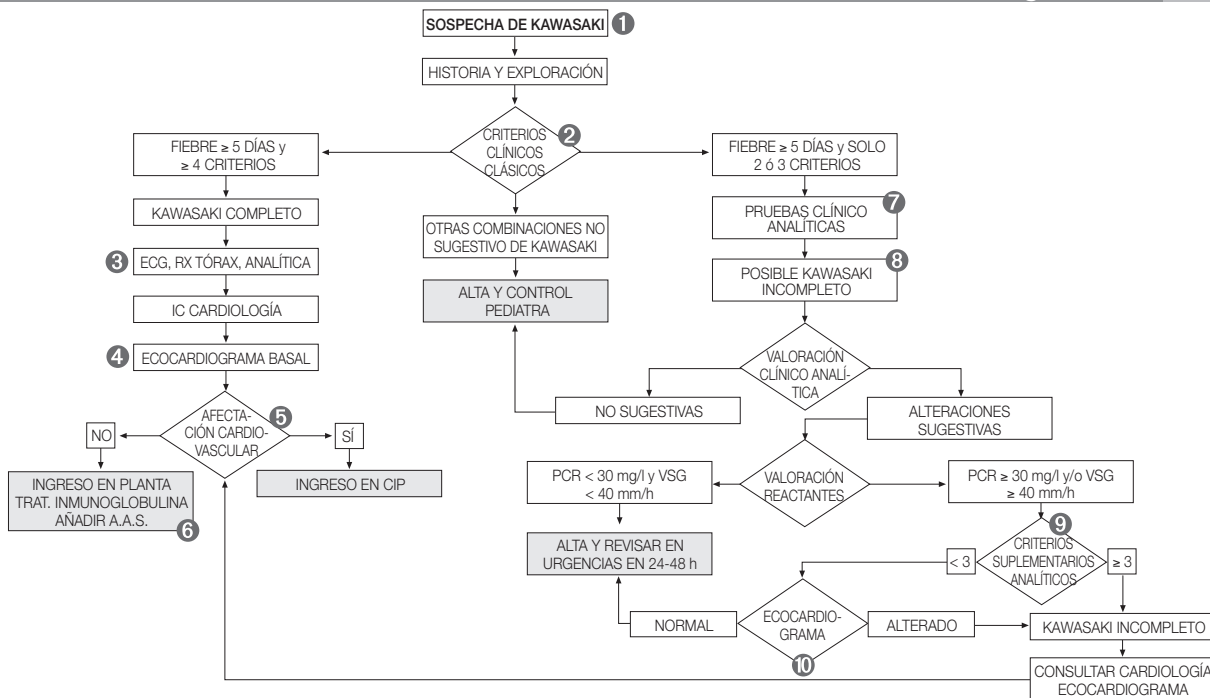 SOSPECHA DE KAWASAKI 1
HISTORIA Y EXPLORACIÓN
CRITERIOS 2
CLÍNICOS
CLÁSICOS
FIEBRE ≥ 5 DÍAS y
≥ 4 CRITERIOS
KAWASAKI COMPLETO
3 ECG, RX TÓRAX, ANALÍTICA
IC CARDIOLOGÍA
4 ECOCARDIOGRAMA BASAL
AFECTA- 5
CIÓN CARDIO-
VASCULAR
NO
SÍ
INGRESO EN PLANTA
TRAT. INMUNOGLOBULINA
AÑADIR A.A.S. 6
INGRESO EN CIP
OTRAS COMBINACIONES NO
SUGESTIVO DE KAWASAKI
ALTA Y CONTROL
PEDIATRA
FIEBRE ≥ 5 DÍAS y SOLO
2 ó 3 CRITERIOS
7
PRUEBAS CLÍNICO
ANALÍTICAS
8
POSIBLE KAWASAKI
INCOMPLETO
VALORACIÓN
CLÍNICO ANALÍ-
TICA
NO SUGESTIVAS
ALTERACIONES
SUGESTIVAS
VALORACIÓN
REACTANTES
PCR < 30 mg/l y VSG
< 40 mm/h
PCR ≥ 30 mg/l y/o VSG
≥ 40 mm/h
ALTA Y REVISAR EN
URGENCIAS EN 24-48 h
9
CRITERIOS
SUPLEMENTARIOS
ANALÍTICOS
< 3
≥ 3
ECOCARDIO-
GRAMA
10
NORMAL
ALTERADO
KAWASAKI INCOMPLETO
CONSULTAR CARDIOLOGÍA
ECOCARDIOGRAMA